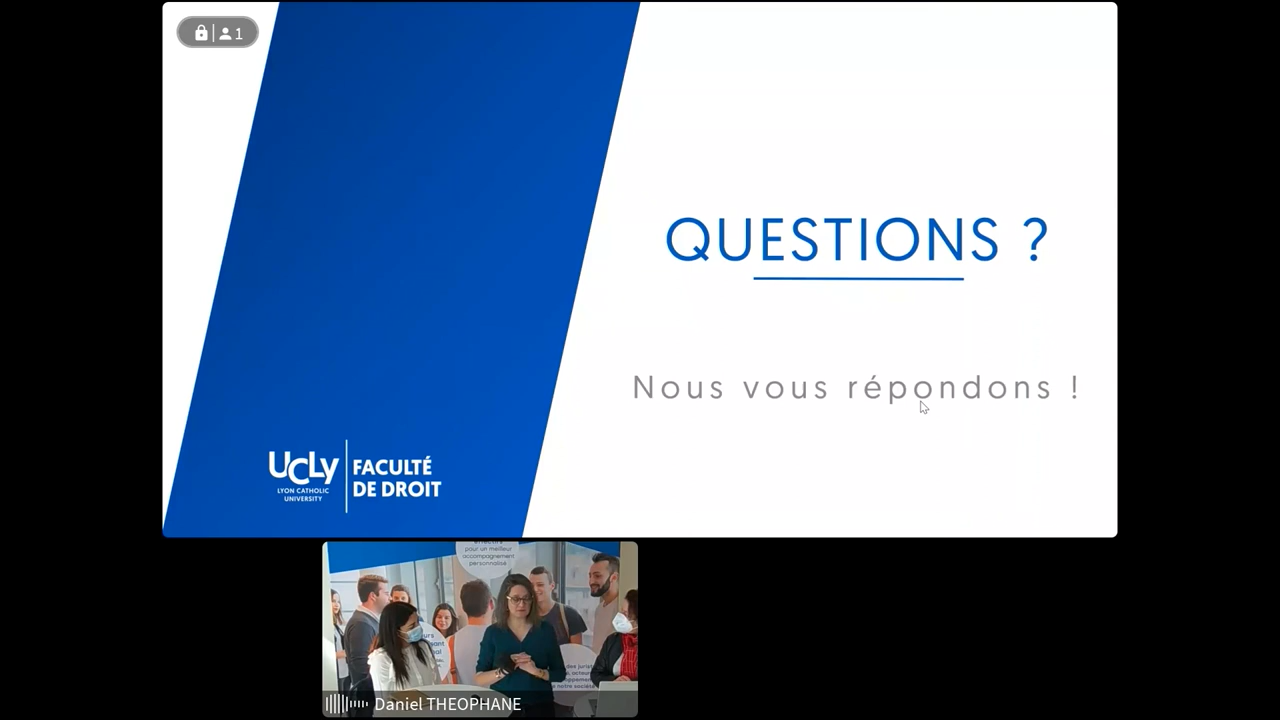 1
QUESTIONS ?
Nous vous répondons !
UCLy
LYON CATHOLIC
UNIVERSITY
FACULTÉ
DE DROIT
pour un meilleur
accompagnement
personnalisé
Daniel THEOPHANE